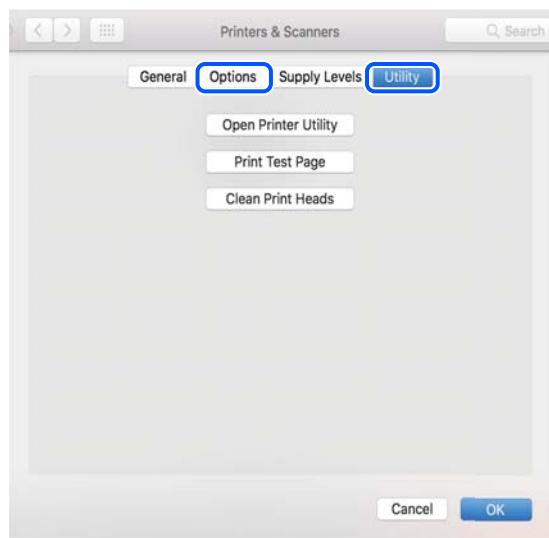 Printers & Scanners Search
General Options Supply Levels Utility
Open Printer Utility
Print Test Page
Clean Print Heads
Cancel OK